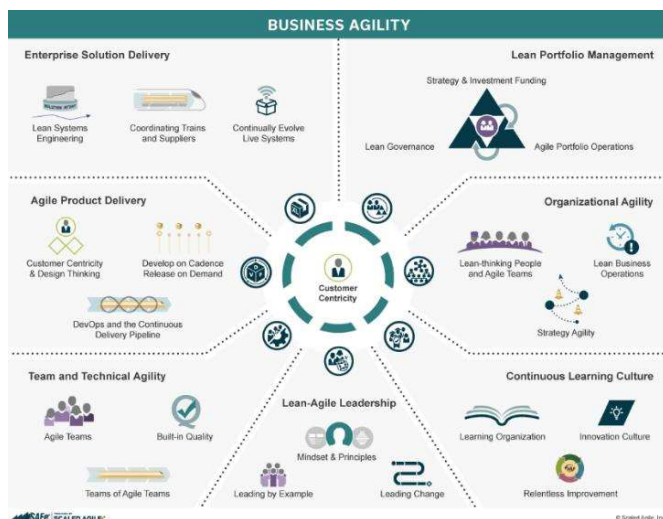 BUSINESS AGILITY
Enterprise Solution Delivery
Lean Systems
Engineering
Coordinating Trains
and Suppliers
Continually Evolve
Live Systems
Lean Portfolio Management
Strategy & Investment Funding
Lean Governance
Agile Portfolio Operations
Agile Product Delivery
Customer Centricity
& Design Thinking
Develop on Cadence
Release on Demand
DevOps and the Continuous
Delivery Pipeline
Customer
Centricity
Organizational Agility
Lean-thinking People
and Agile Teams
Lean Business
Operations
Strategy Agility
Team and Technical Agility
Agile Teams
Built-in Quality
Teams of Agile Teams
Lean-Agile Leadership
Mindset & Principles
Leading by Example
Leading Change
Continuous Learning Culture
Learning Organization
Innovation Culture
Relentless Improvement
SAFe
SCALED AGILE
© Scaled Agile, Inc.